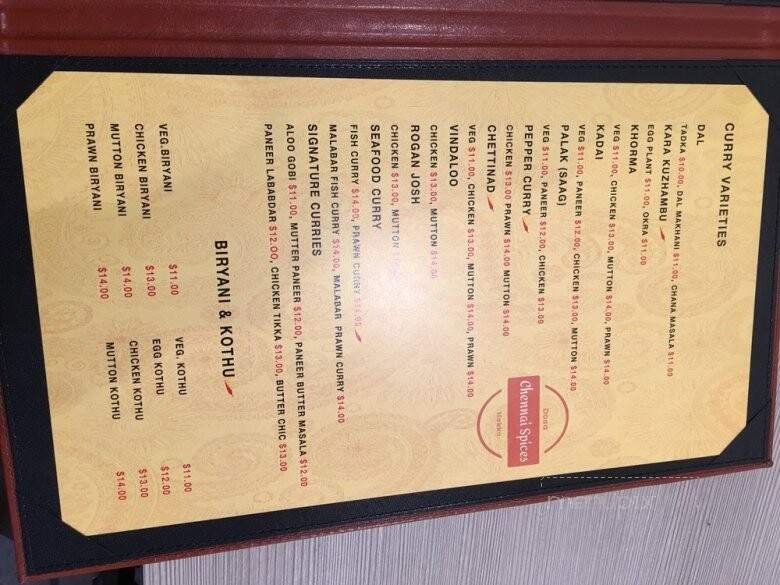 CURRY VARIETIES
DAL
TADKA $10.00, DAL MAKHANI $11.00, CHANA MASALA $11.00
KARA KUZHAMBU
EGG PLANT $11.00, OKRA $11.00
KHORMA
VEG $11.00, CHICKEN $13.00, MUTTON $14.00, PRAWN $14.00
KADAI
VEG $11.00, PANEER $12.00, CHICKEN $13.00, MUTTON $14.00
PALAK (SAAG)
VEG $11.00, PANEER $12.00, CHICKEN $13.00
PEPPER CURRY
CHICKEN $13.00 PRAWN $14.00 MUTTON $14.00
CHETTINAD
VEG $11.00, CHICKEN $13.00, MUTTON $14.00, PRAWN $14.00
VINDALOO
CHICKEN $13.00, MUTTON $14.00
ROGAN JOSH
CHICKEN $13.00, MUTTON
SEAFOOD CURRY
FISH CURRY $14.00, PRAWN CURRY $14.00
MALABAR FISH CURRY $14.00, MALABAR PRAWN CURRY $14.00
SIGNATURE CURRIES
ALOO GOBI $11.00, MUTTER PANEER $12.00, PANEER BUTTER MASALA $12.00
PANEER LABABDAR $12.00, CHICKEN TIKKA $13.00, BUTTER CHIC $13.00
Dosa
Chennai Spices
BIRYANI & KOTHU
VEG. BIRYANI $11.00 VEG. KOTHU $11.00
CHICKEN BIRYANI $13.00 EGG KOTHU $12.00
MUTTON BIRYANI $14.00 CHICKEN KOTHU $13.00
PRAWN BIRYANI $14.00 MUTTON KOTHU $14.00